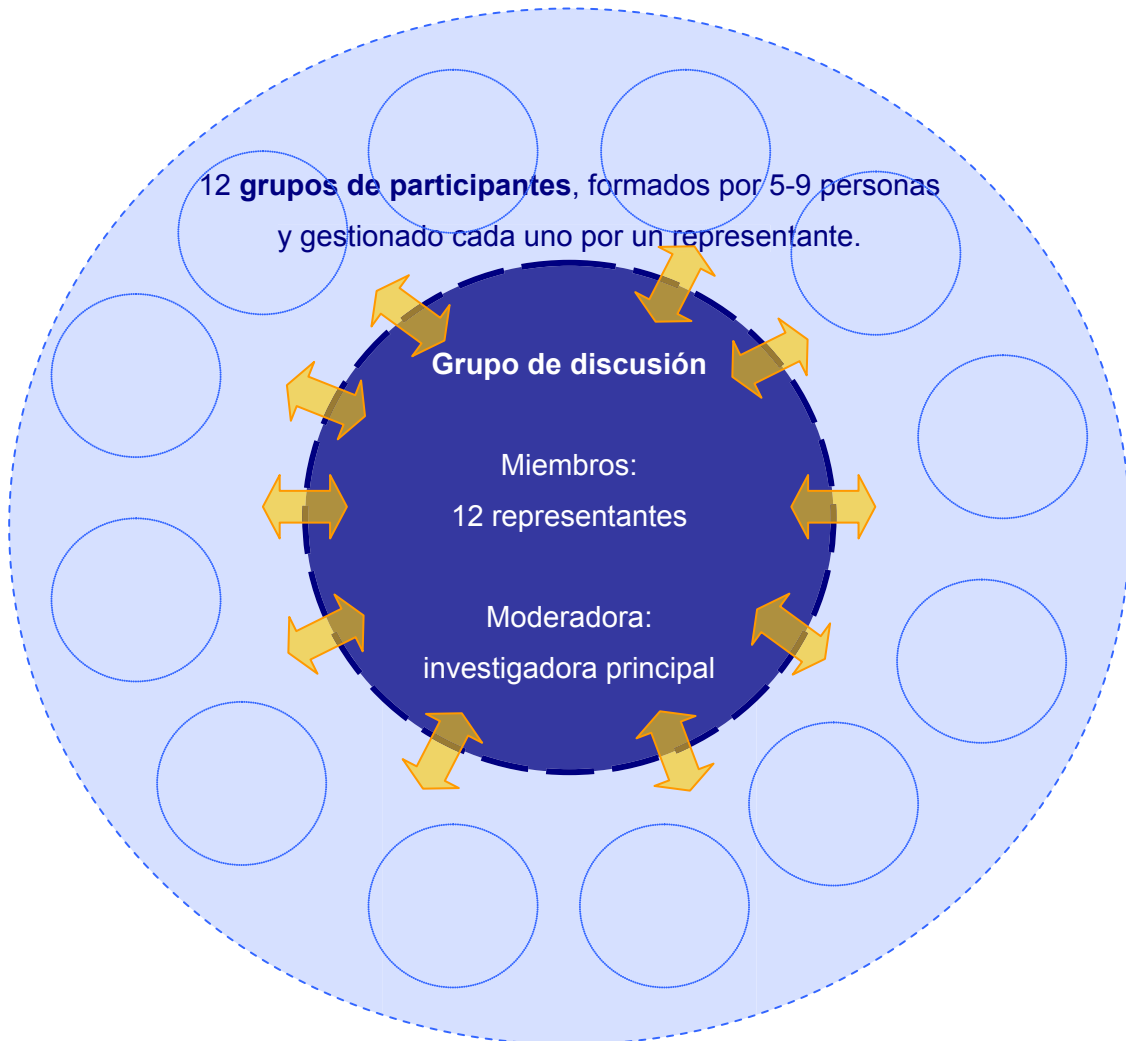 12 grupos de participantes, formados por 5-9 personas
y gestionado cada uno por un representante.
Grupo de discusión
Miembros:
12 representantes
Moderadora:
investigadora principal